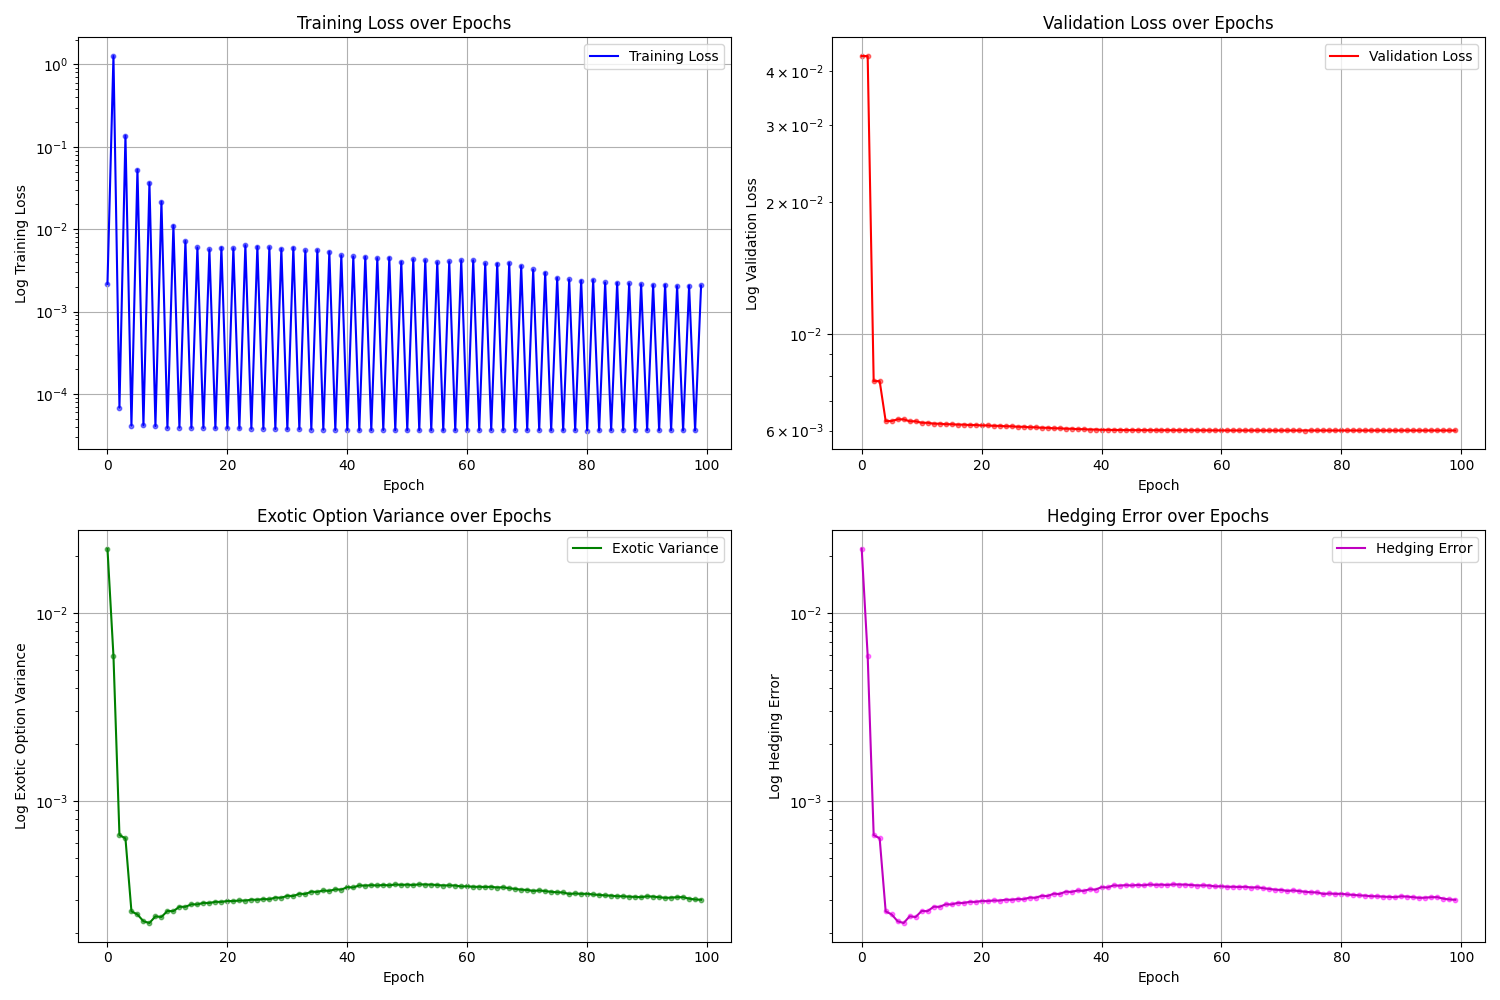 Training Loss over Epochs
Training Loss
Log Training Loss
10⁰
10⁻¹
10⁻²
10⁻³
10⁻⁴
0 20 40 60 80 100
Epoch
Validation Loss over Epochs
Validation Loss
Log Validation Loss
4 × 10⁻²
3 × 10⁻²
2 × 10⁻²
10⁻²
6 × 10⁻³
0 20 40 60 80 100
Epoch
Exotic Option Variance over Epochs
Exotic Variance
Log Exotic Option Variance
10⁻²
10⁻³
0 20 40 60 80 100
Epoch
Hedging Error over Epochs
Hedging Error
Log Hedging Error
10⁻²
10⁻³
0 20 40 60 80 100
Epoch